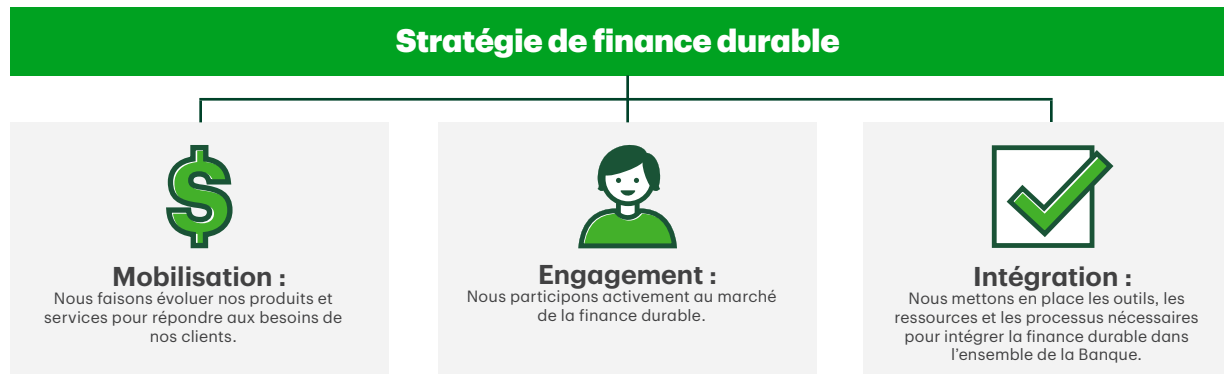 Stratégie de finance durable
Mobilisation :
Nous faisons évoluer nos produits et
services pour répondre aux besoins de
nos clients.
Engagement :
Nous participons activement au marché
de la finance durable.
Intégration :
Nous mettons en place les outils, les
ressources et les processus nécessaires
pour intégrer la finance durable dans
l'ensemble de la Banque.